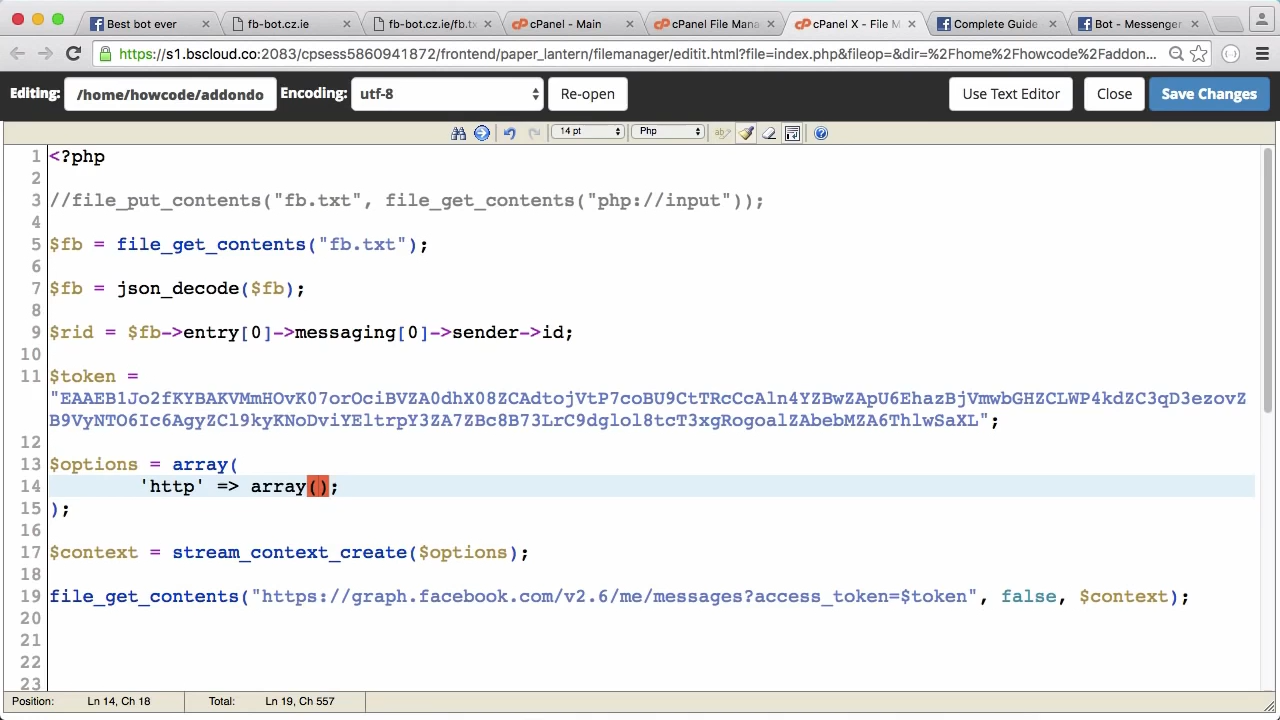 Best bot ever
fb-bot.cz.ie
fb-bot.cz.ie/fb.tx
cPanel - Main
cPanel File Mana
cPanel X - File M
Complete Guide
Bot - Messenger
https://s1.bscloud.co:2083/cpsess5860941872/frontend/paper_lantern/filemanager/editit.html?file=index.php&fileop=&dir=%2Fhome%2Fhowcode%2Faddon...
Editing: /home/howcode/addondo Encoding: utf-8 Re-open Use Text Editor Close Save Changes
14 pt Php
1 <?php
2
3 //file_put_contents("fb.txt", file_get_contents("php://input"));
4
5 $fb = file_get_contents("fb.txt");
6
7 $fb = json_decode($fb);
8
9 $rid = $fb->entry[0]->messaging[0]->sender->id;
10
11 $token =
"EAAEB1Jo2fKYBAKVMmHOvK07orOciBVZA0dhX08ZCAdtojVtP7coBU9CtTRcCcAln4YZBwZApU6EhazBjVmwbGHZCLWP4kdZC3qD3ezovZ
B9VyNTO6Ic6AgyZCl9kyKNoDviYEltrpY3ZA7ZBc8B73LrC9dglol8tcT3xgRogoalZAbebMZA6ThlwSaXL";
12
13 $options = array(
14 'http' => array();
15 );
16
17 $context = stream_context_create($options);
18
19 file_get_contents("https://graph.facebook.com/v2.6/me/messages?access_token=$token", false, $context);
20
21
22
23
Position: Ln 14, Ch 18 Total: Ln 19, Ch 557